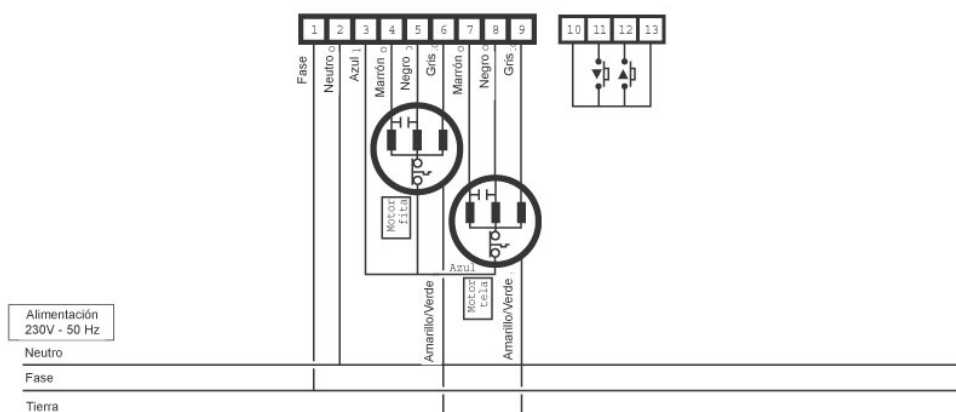 1 2 3 4 5 6 7 8 9
10 11 12 13
Fase
Neutro
Azul
Marrón
Negro
Gris
Marrón
Negro
Gris
Motor
fita
Azul
Motor
tela
Amarillo/Verde
Amarillo/Verde
Alimentación
230V - 50 Hz
Neutro
Fase
Tierra